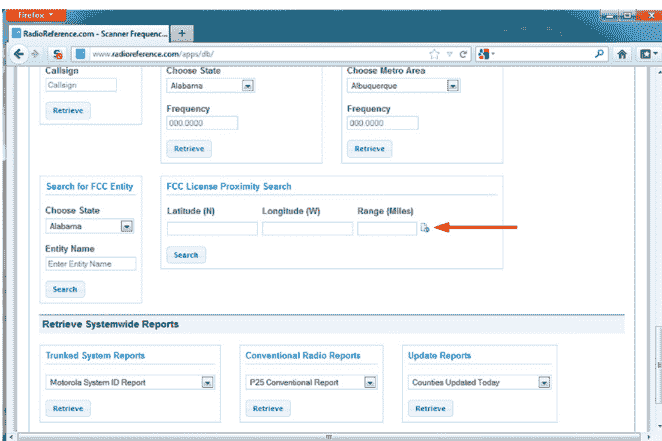 Firefox
RadioReference.com - Scanner Frequenc...
www.radioreference.com/apps/db/
Callsign
Callsign
Retrieve
Choose State
Alabama
Frequency
000.0000
Retrieve
Choose Metro Area
Albuquerque
Frequency
000.0000
Retrieve
Search for FCC Entity
Choose State
Alabama
Entity Name
Enter Entity Name
Search
FCC License Proximity Search
Latitude (N) Longitude (W) Range (Miles)
Search
Retrieve Systemwide Reports
Trunked System Reports
Motorola System ID Report
Retrieve
Conventional Radio Reports
P25 Conventional Report
Retrieve
Update Reports
Counties Updated Today
Retrieve